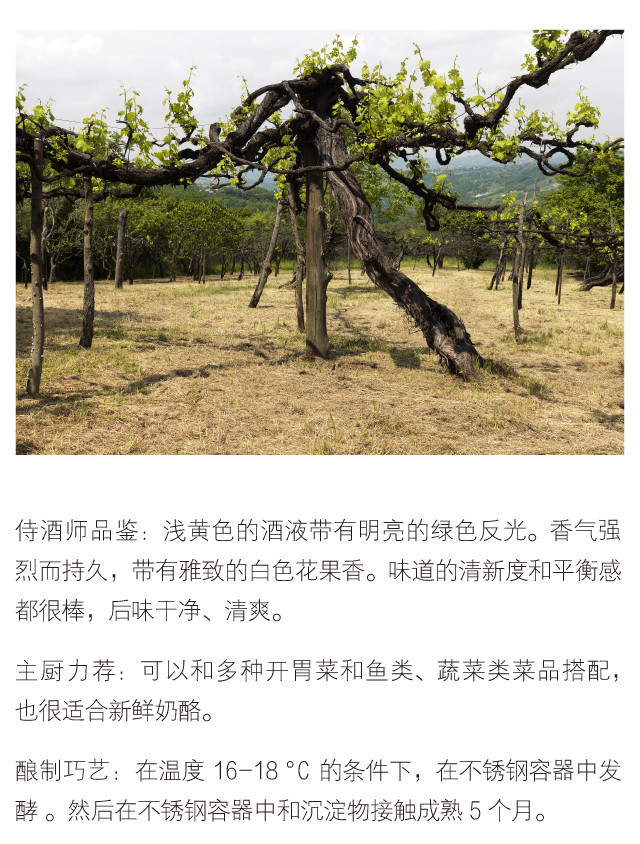 侍酒师品鉴：浅黄色的酒液带有明亮的绿色反光。香气强
烈而持久，带有雅致的白色花果香。味道的清新度和平衡感
都很棒，后味干净、清爽。
主厨力荐：可以和多种开胃菜和鱼类、蔬菜类菜品搭配，
也很适合新鲜奶酪。
酿制巧艺：在温度 16-18 °C 的条件下，在不锈钢容器中发
酵 。然后在不锈钢容器中和沉淀物接触成熟 5 个月。